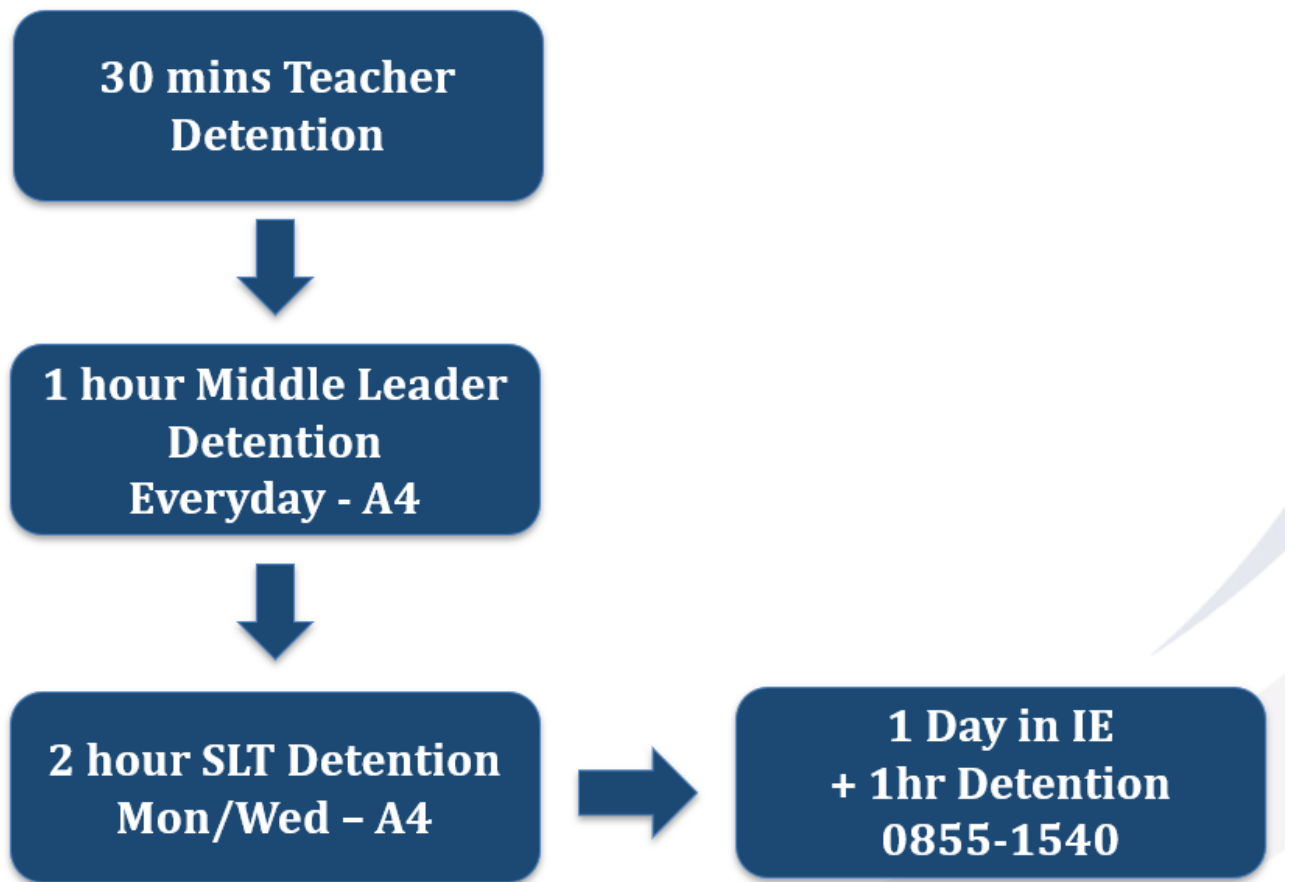 30 mins Teacher
Detention
1 hour Middle Leader
Detention
Everyday - A4
2 hour SLT Detention
Mon/Wed – A4
1 Day in IE
+ 1hr Detention
0855-1540